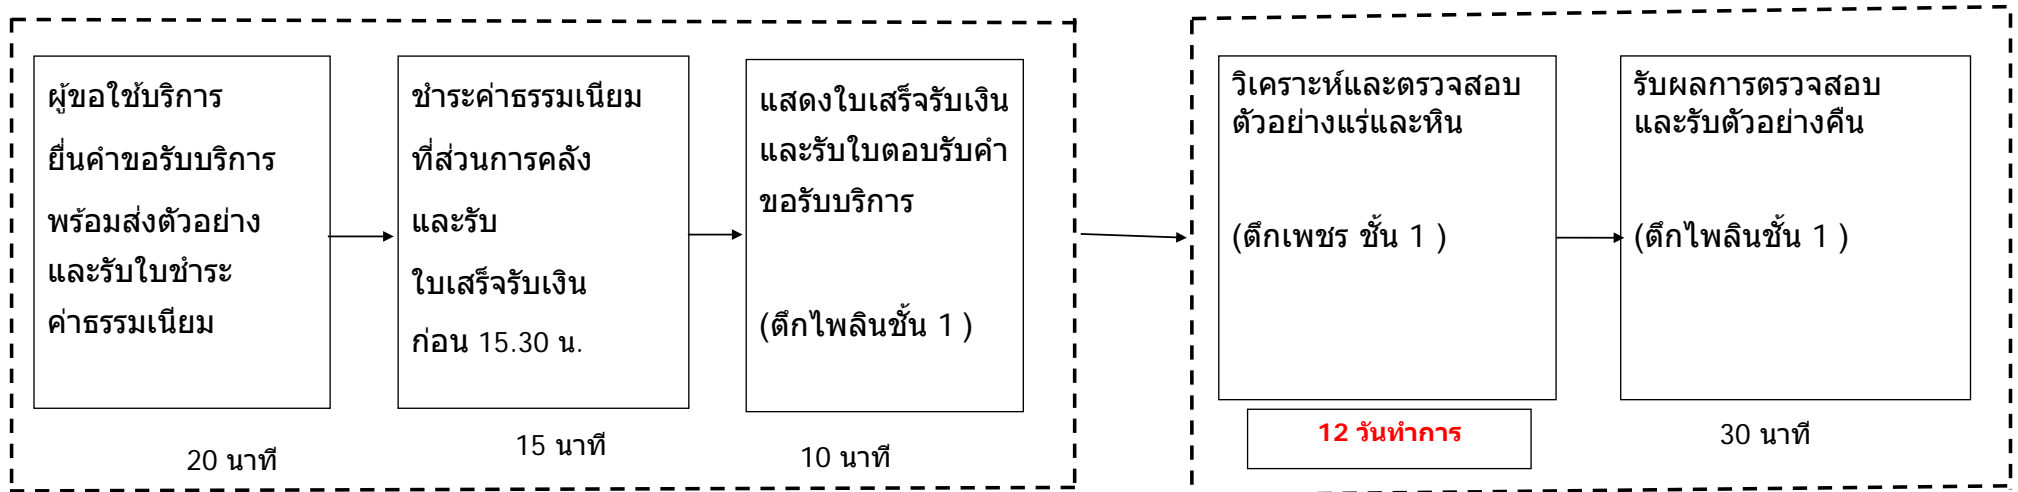 ผู้ขอใช้บริการ
ยื่นคำขอรับบริการ
พร้อมส่งตัวอย่าง
และรับใบชำระ
ค่าธรรมเนียม
20 นาที
ชำระค่าธรรมเนียม
ที่ส่วนการคลัง
และรับ
ใบเสร็จรับเงิน
ก่อน 15.30 น.
15 นาที
แสดงใบเสร็จรับเงิน
และรับใบตอบรับคำ
ขอรับบริการ
(ตึกไพลินชั้น 1 )
10 นาที
วิเคราะห์และตรวจสอบ
ตัวอย่างแร่และหิน
(ตึกเพชร ชั้น 1 )
12 วันทำการ
รับผลการตรวจสอบ
และรับตัวอย่างคืน
(ตึกไพลินชั้น 1 )
30 นาที